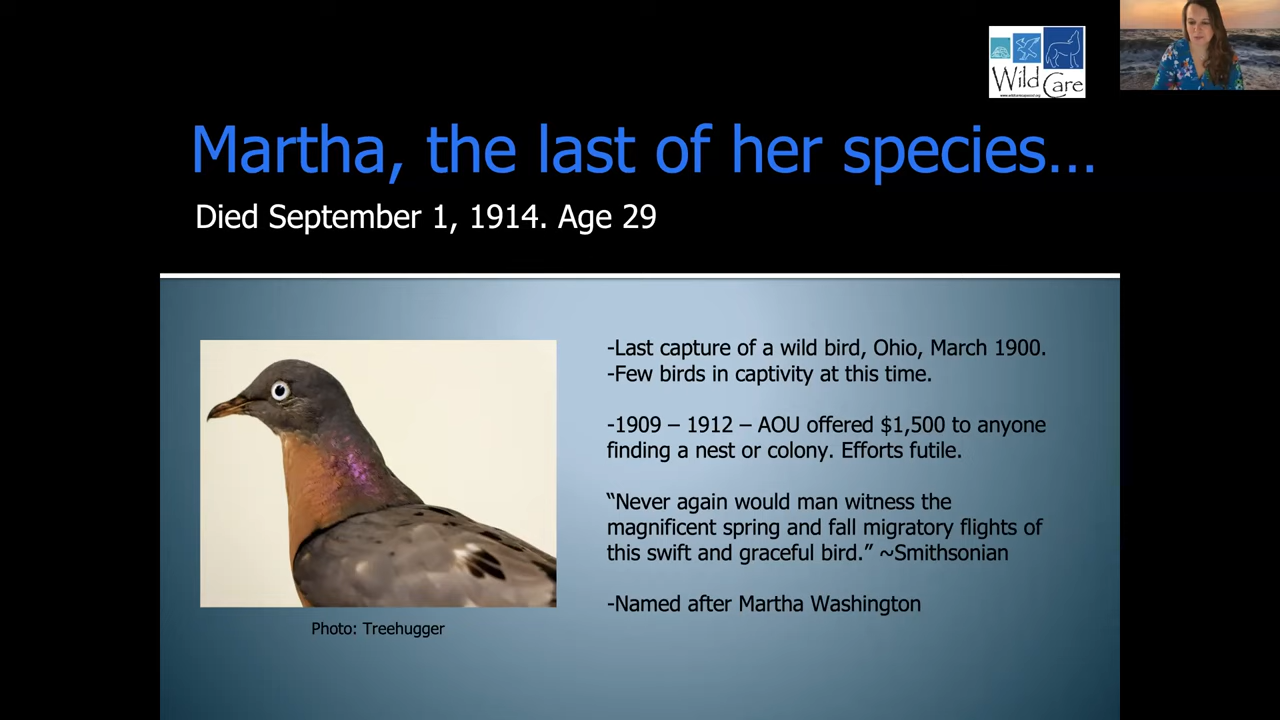 Wild Care
Martha, the last of her species...
Died September 1, 1914. Age 29
-Last capture of a wild bird, Ohio, March 1900.
-Few birds in captivity at this time.
-1909 – 1912 – AOU offered $1,500 to anyone
finding a nest or colony. Efforts futile.
“Never again would man witness the
magnificent spring and fall migratory flights of
this swift and graceful bird.” ~Smithsonian
-Named after Martha Washington
Photo: Treehugger